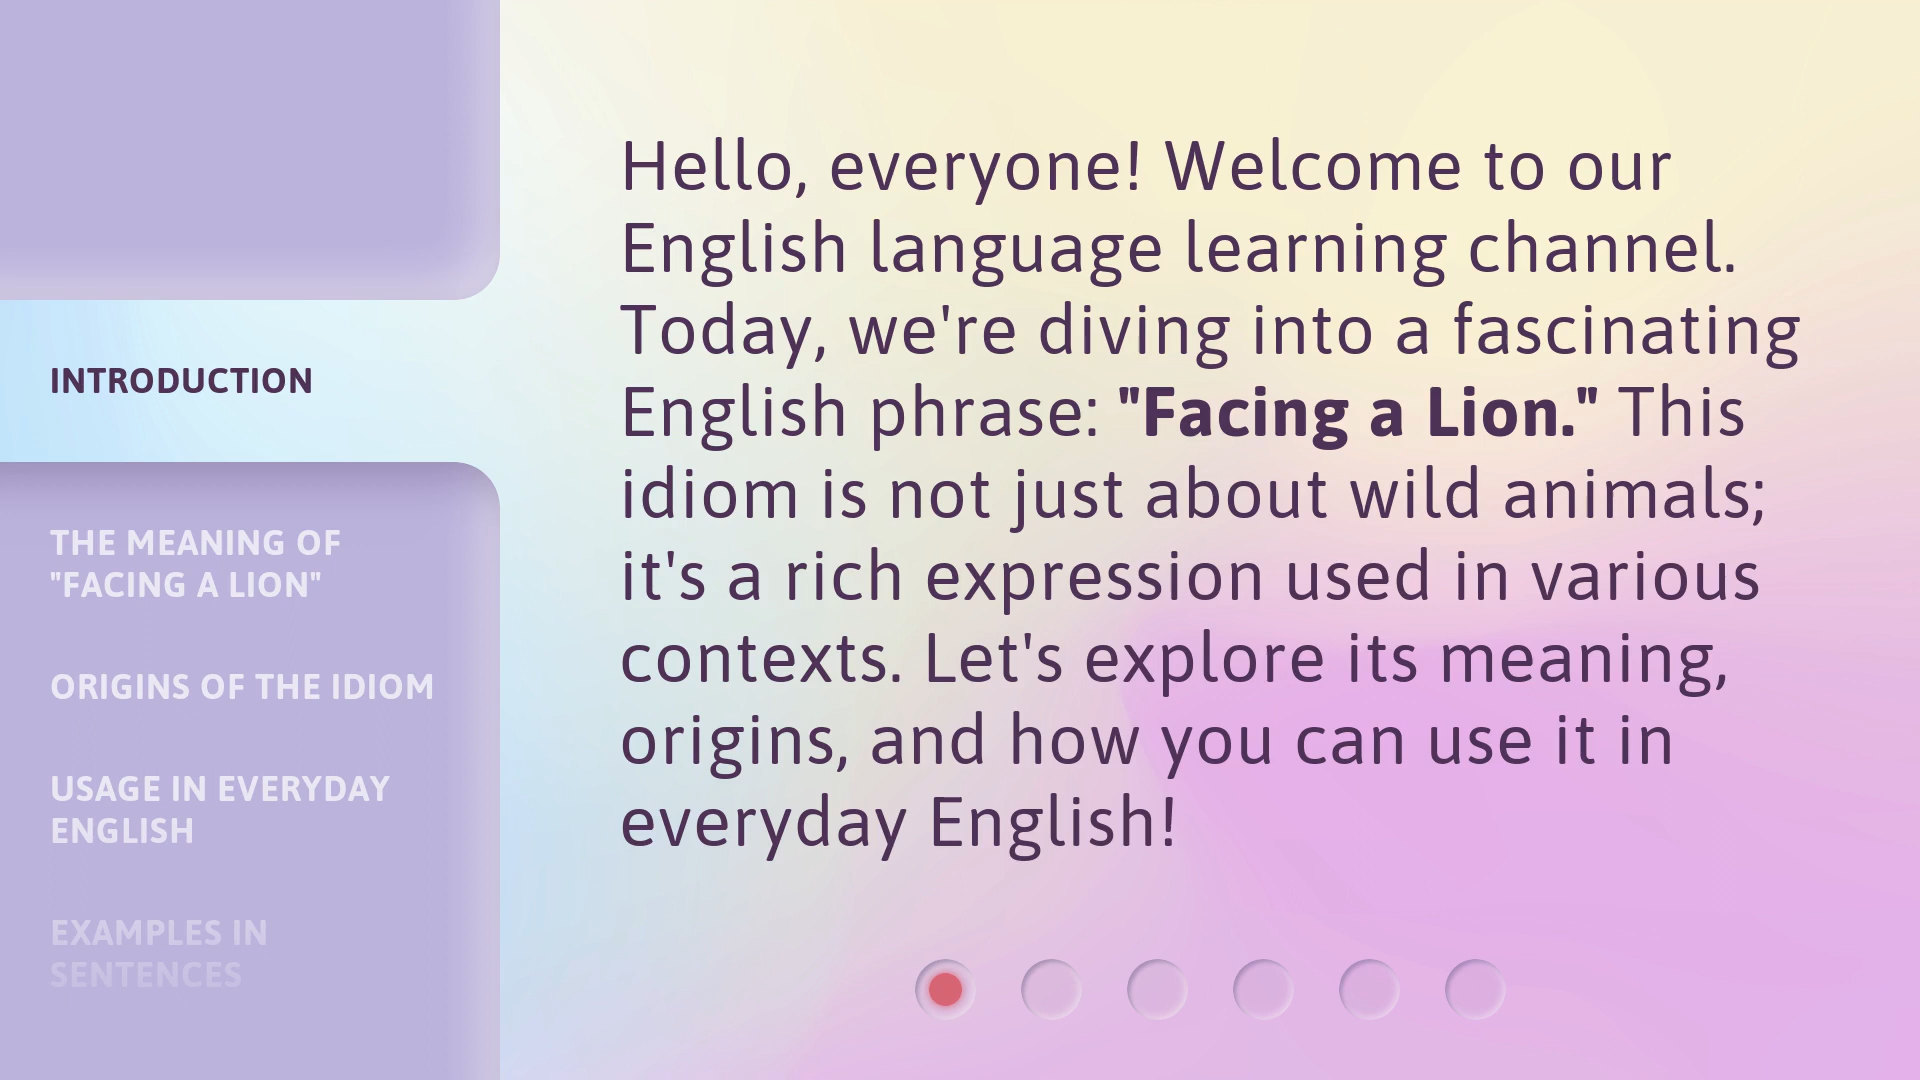 INTRODUCTION
THE MEANING OF
"FACING A LION"
ORIGINS OF THE IDIOM
USAGE IN EVERYDAY
ENGLISH
EXAMPLES IN
SENTENCES
Hello, everyone! Welcome to our
English language learning channel.
Today, we're diving into a fascinating
English phrase: "Facing a Lion." This
idiom is not just about wild animals;
it's a rich expression used in various
contexts. Let's explore its meaning,
origins, and how you can use it in
everyday English!